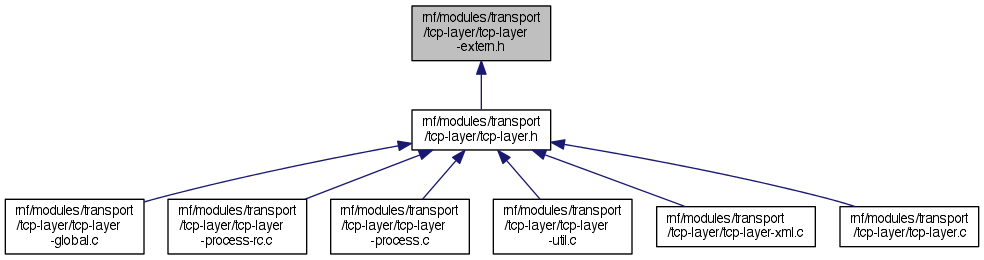 rnf/modules/transport
/tcp-layer/tcp-layer
-extern.h
rnf/modules/transport
/tcp-layer/tcp-layer.h
rnf/modules/transport
/tcp-layer/tcp-layer
-global.c
rnf/modules/transport
/tcp-layer/tcp-layer
-process-rc.c
rnf/modules/transport
/tcp-layer/tcp-layer
-process.c
rnf/modules/transport
/tcp-layer/tcp-layer
-util.c
rnf/modules/transport
/tcp-layer/tcp-layer-xml.c
rnf/modules/transport
/tcp-layer/tcp-layer.c